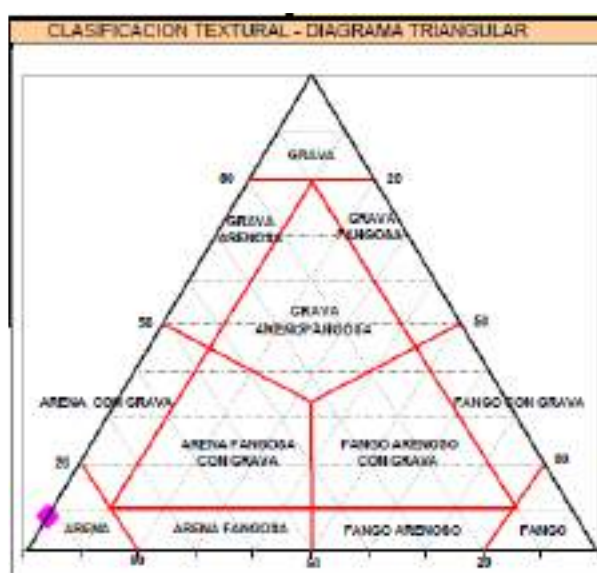 CLASIFICACION TEXTURAL - DIAGRAMA TRIANGULAR
GRAVA
80 20
GRAVA
ARENOSA
GRAVA
FANGOSA
50 50
GRAVA
ARENOFANGOSA
ARENA CON GRAVA
FANGO CON GRAVA
ARENA FANGOSA
CON GRAVA
FANGO ARENOSO
CON GRAVA
20 80
ARENA
ARENA FANGOSA
FANGO ARENOSO
FANGO
80 50 20